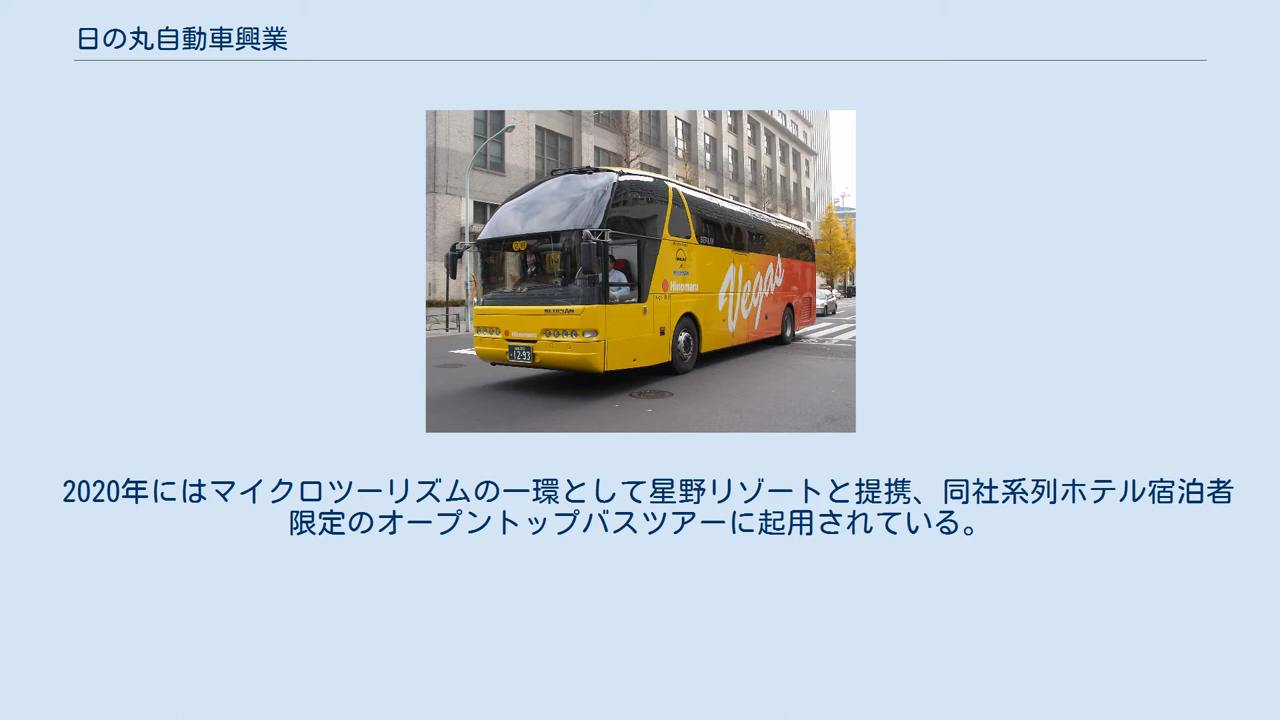 日の丸自動車興業
Vegas
Hinomaru
Hinomaru
12-93
2020年にはマイクロツーリズムの一環として星野リゾートと提携、同社系列ホテル宿泊者
限定のオープントップバスツアーに起用されている。